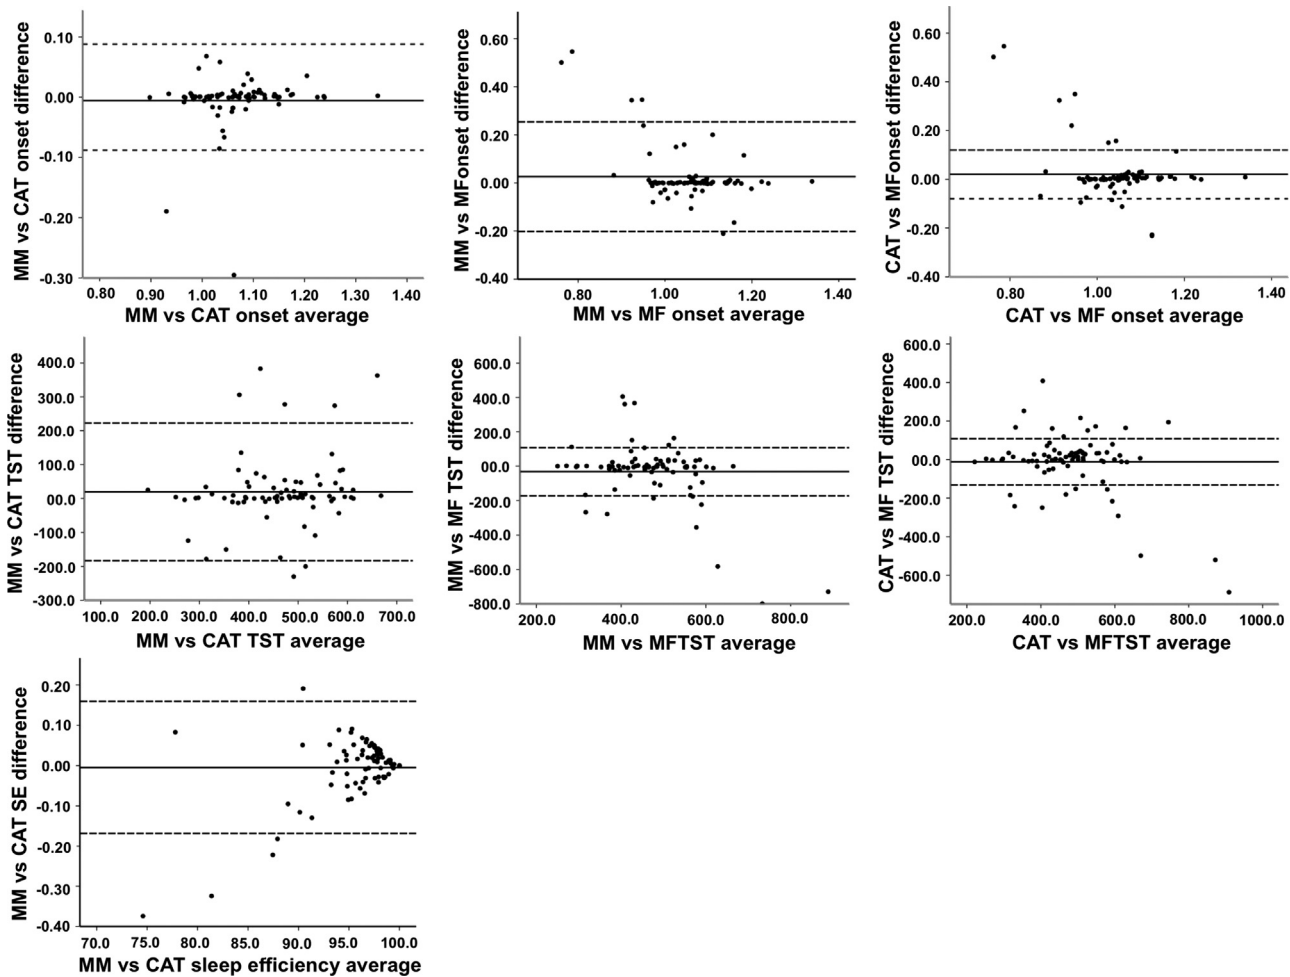 MM vs CAT onset difference
0.10
0.00
-0.10
-0.20
-0.30
0.80 0.90 1.00 1.10 1.20 1.30 1.40
MM vs CAT onset average
MM vs MFonset difference
0.60
0.40
0.20
0.00
-0.20
-0.40
0.80 1.00 1.20 1.40
MM vs MF onset average
CAT vs MFonset difference
0.60
0.40
0.20
0.00
-0.20
-0.40
0.80 1.00 1.20 1.40
CAT vs MF onset average
MM vs CAT TST difference
400.0
300.0
200.0
100.0
00.0
-100.0
-200.0
-300.0
100.0 200.0 300.0 400.0 500.0 600.0 700.0
MM vs CAT TST average
MM vs MF TST difference
600.0
400.0
200.0
00.0
-200.0
-400.0
-600.0
-800.0
200.0 400.0 600.0 800.0
MM vs MFTST average
CAT vs MF TST difference
600.0
400.0
200.0
00.0
-200.0
-400.0
-600.0
200.0 400.0 600.0 800.0 1000.0
CAT vs MFTST average
MM vs CAT SE difference
0.20
0.10
0.00
-0.10
-0.20
-0.30
-0.40
70.0 75.0 80.0 85.0 90.0 95.0 100.0
MM vs CAT sleep efficiency average